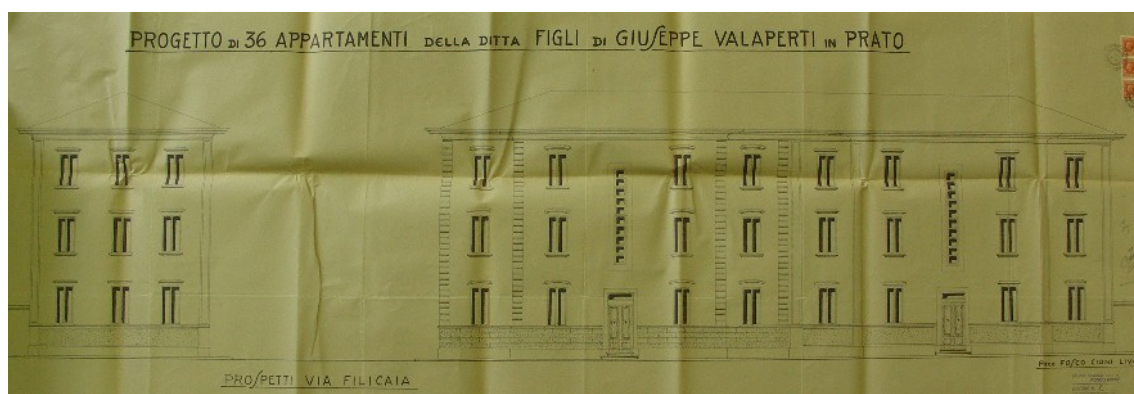 PROGETTO DI 36 APPARTAMENTI DELLA DITTA FIGLI DI GIUSEPPE VALAPERTI IN PRATO
PROSPETTI VIA FILICAIA